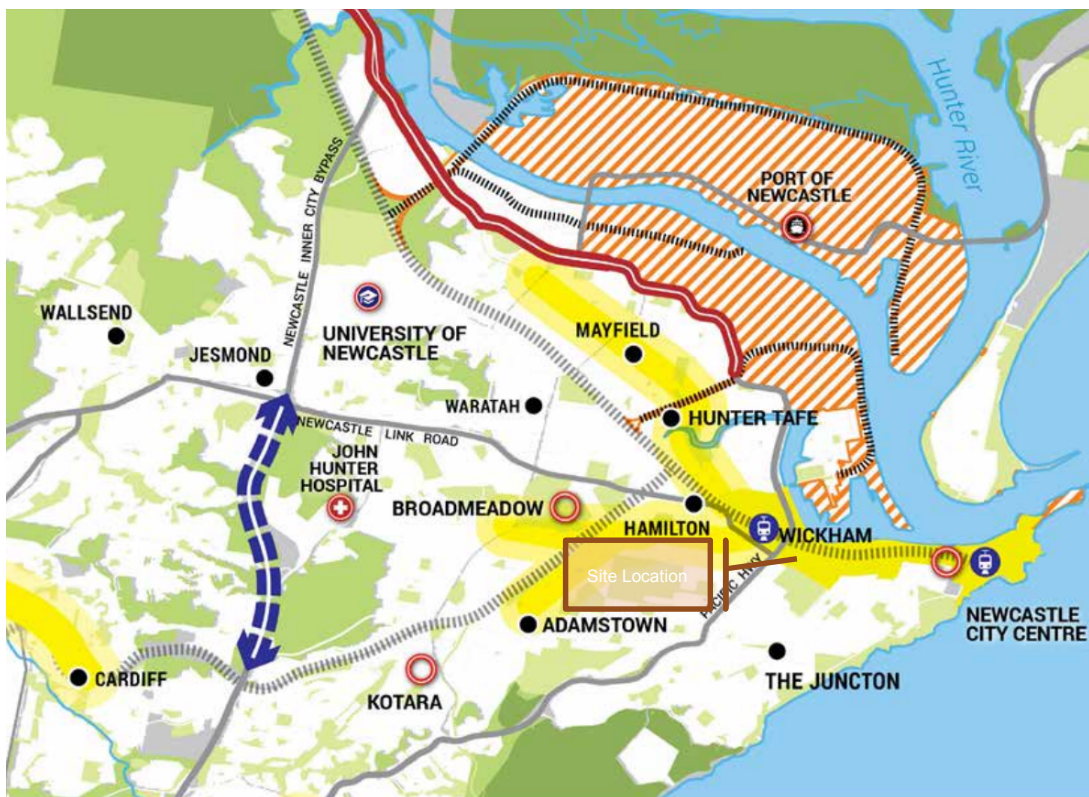 Hunter River
PORT OF
NEWCASTLE
NEWCASTLE INNER CITY BYPASS
WALLSEND
UNIVERSITY OF
NEWCASTLE
MAYFIELD
JESMOND
WARATAH
HUNTER TAFE
NEWCASTLE LINK ROAD
JOHN
HUNTER
HOSPITAL
BROADMEADOW
HAMILTON
WICKHAM
Site Location
PACIFIC HWY
ADAMSTOWN
NEWCASTLE
CITY CENTRE
CARDIFF
KOTARA
THE JUNCTON